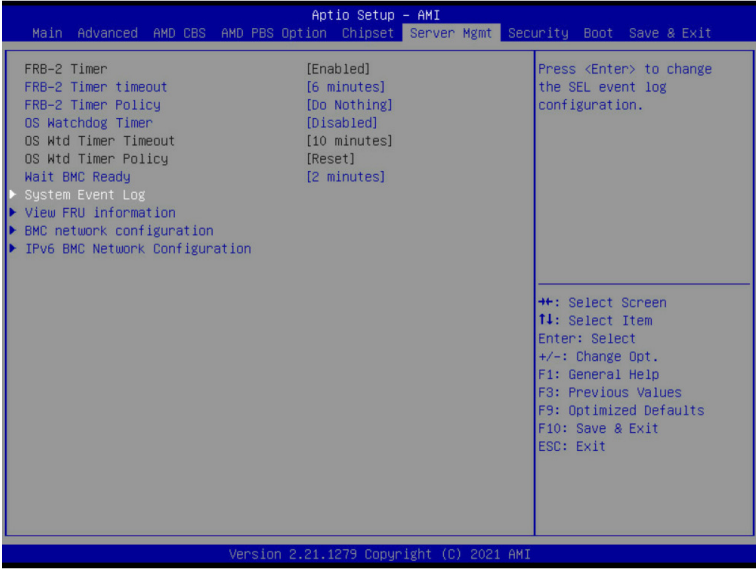 Aptio Setup - AMI
Main Advanced AMD CBS AMD PBS Option Chipset Server Mgmt Security Boot Save & Exit
FRB-2 Timer [Enabled]
FRB-2 Timer timeout [6 minutes]
FRB-2 Timer Policy [Do Nothing]
OS Watchdog Timer [Disabled]
OS Wtd Timer Timeout [10 minutes]
OS Wtd Timer Policy [Reset]
Wait BMC Ready [2 minutes]
System Event Log
View FRU information
BMC network configuration
IPv6 BMC Network Configuration
Press <Enter> to change
the SEL event log
configuration.
→←: Select Screen
↑↓: Select Item
Enter: Select
+/-: Change Opt.
F1: General Help
F3: Previous Values
F9: Optimized Defaults
F10: Save & Exit
ESC: Exit
Version 2.21.1279 Copyright (C) 2021 AMI